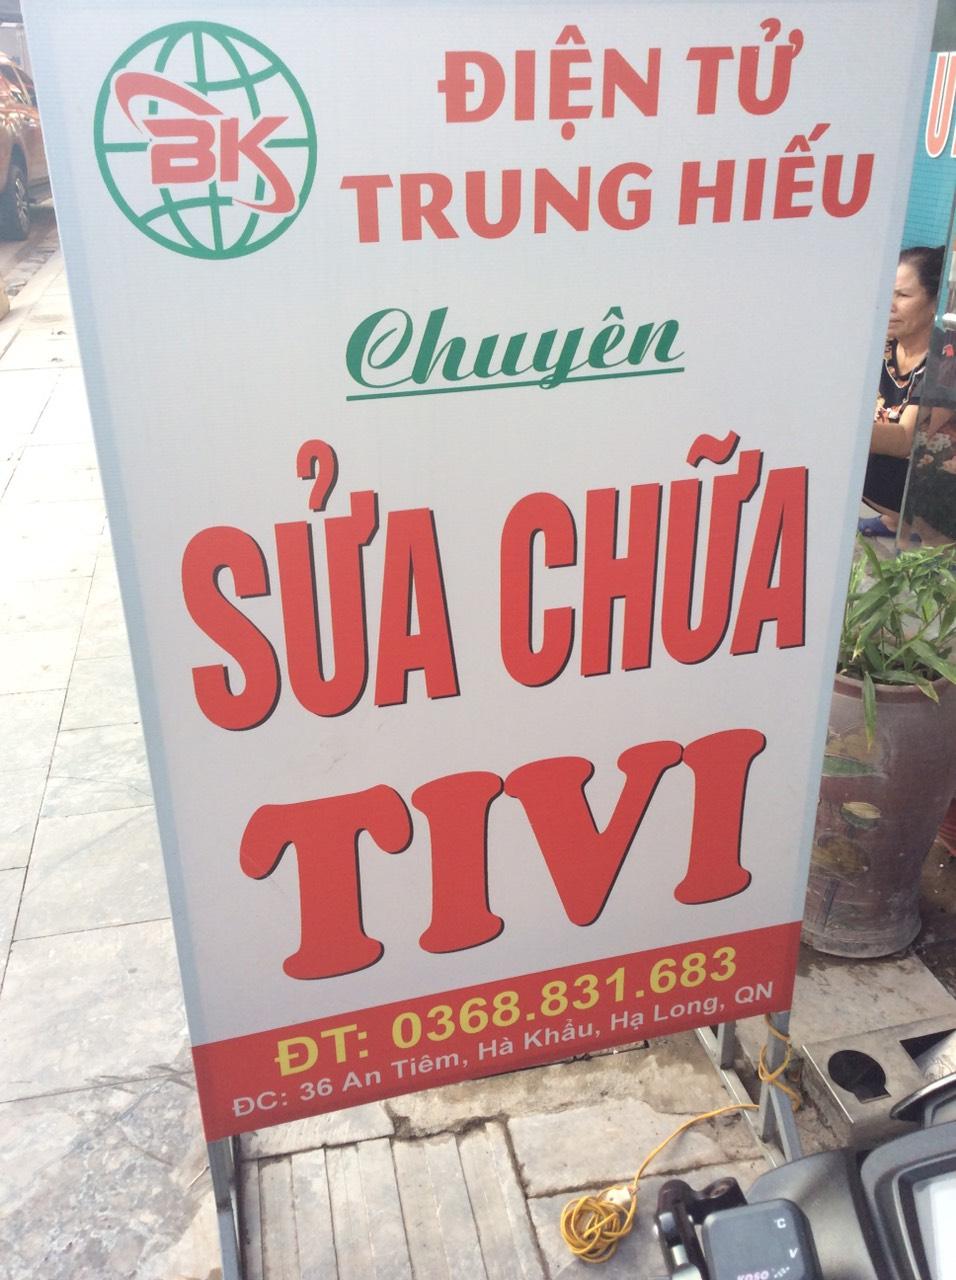 BK
ĐIỆN TỬ
TRUNG HIẾU
Chuyên
SỬA CHỮA
TIVI
ĐT: 0368.831.683
ĐC: 36 An Tiêm, Hà Khẩu, Hạ Long, QN
°C
V